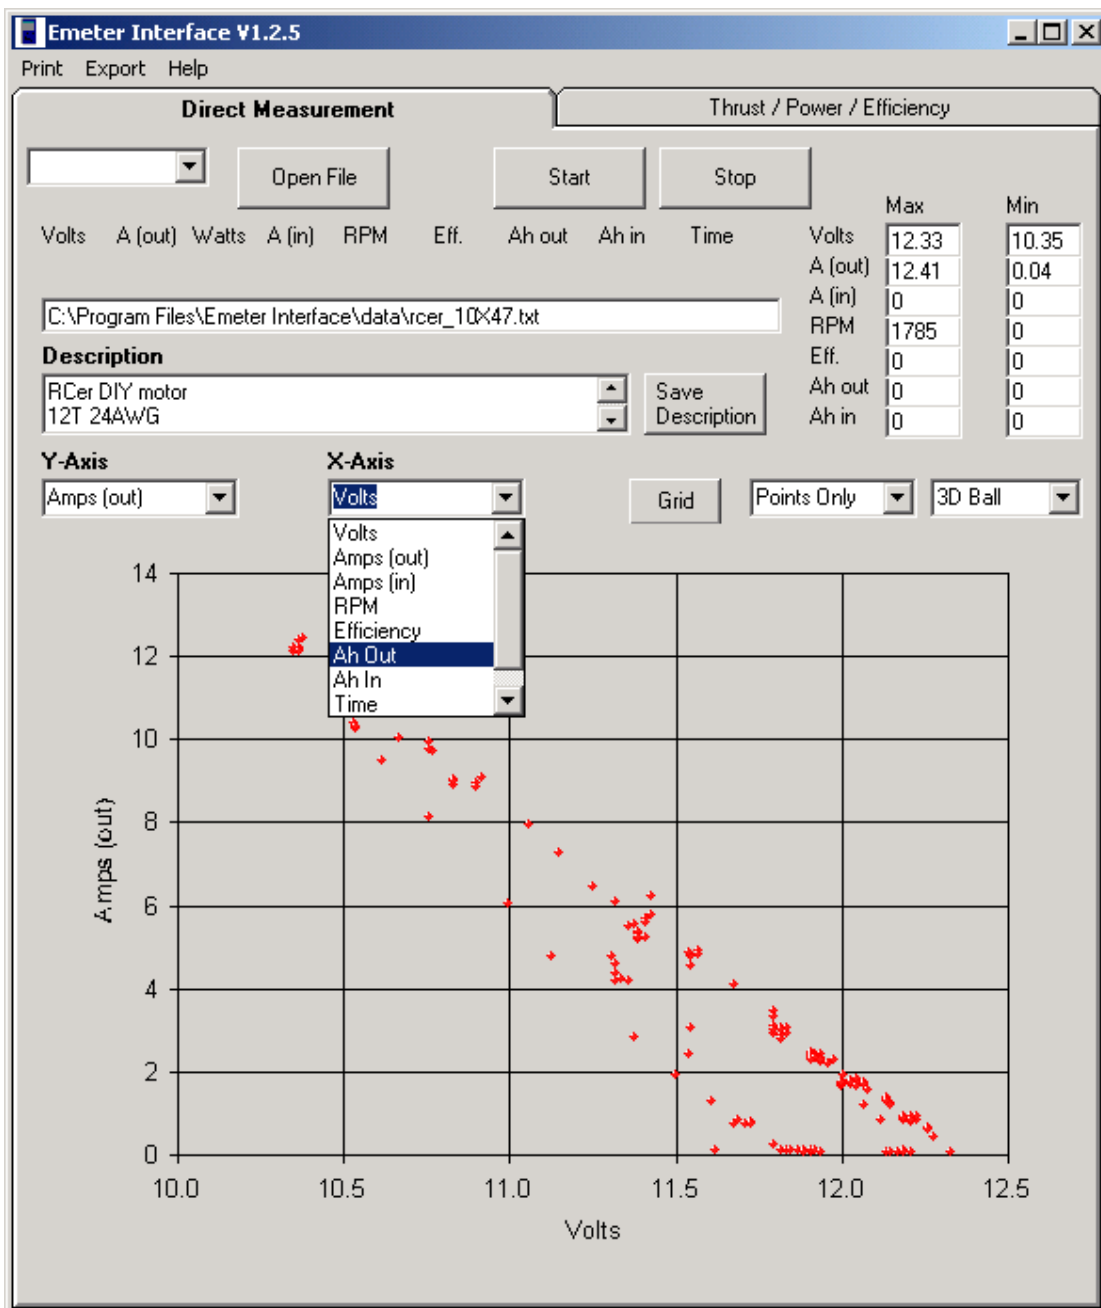 Emeter Interface V1.2.5
Print Export Help
Direct Measurement
Thrust / Power / Efficiency
Open File
Start
Stop
Max Min
Volts A (out) Watts A (in) RPM Eff. Ah out Ah in Time
Volts 12.33 10.35
A (out) 12.41 0.04
A (in) 0 0
RPM 1785 0
Eff. 0 0
Ah out 0 0
Ah in 0 0
C:\Program Files\Emeter Interface\data\rcer_10X47.txt
Description
RCer DIY motor
12T 24AWG
Save
Description
Y-Axis
X-Axis
Amps (out)
Volts
Grid
Points Only
3D Ball
Volts
Amps (out)
Amps (in)
RPM
Efficiency
Ah Out
Ah In
Time
14
12
10
8
6
4
2
0
Amps (out)
10.0 10.5 11.0 11.5 12.0 12.5
Volts